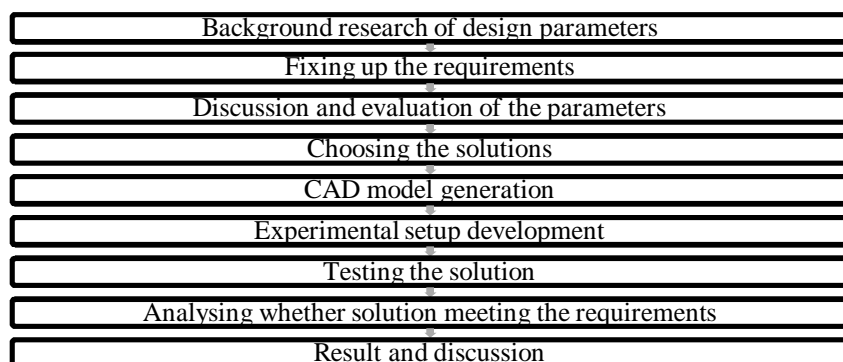 Background research of design parameters
Fixing up the requirements
Discussion and evaluation of the parameters
Choosing the solutions
CAD model generation
Experimental setup development
Testing the solution
Analysing whether solution meeting the requirements
Result and discussion